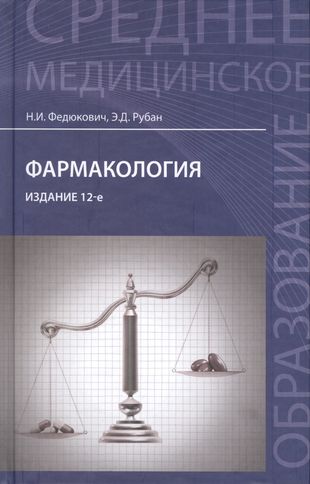 СРЕДНЕЕ
МЕДИЦИНСКОЕ
ОБРАЗОВАНИЕ
Н.И. Федюкович, Э.Д. Рубан
ФАРМАКОЛОГИЯ
ИЗДАНИЕ 12-е